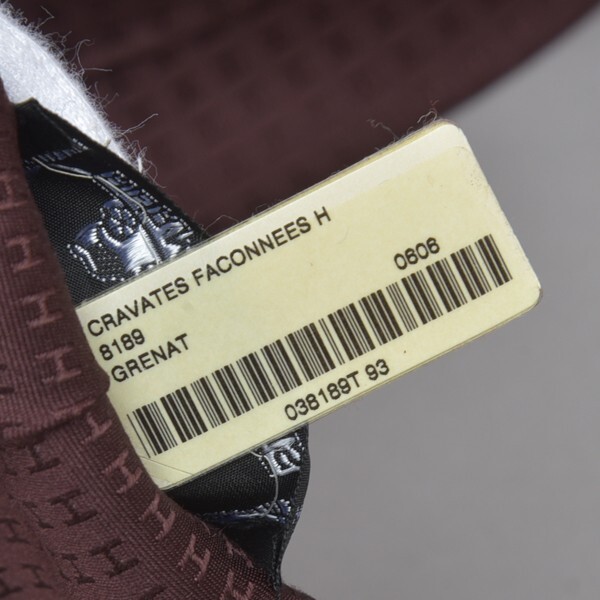 CRAVATES FACONNEES H
8189 0606
GRENAT
038189T 93